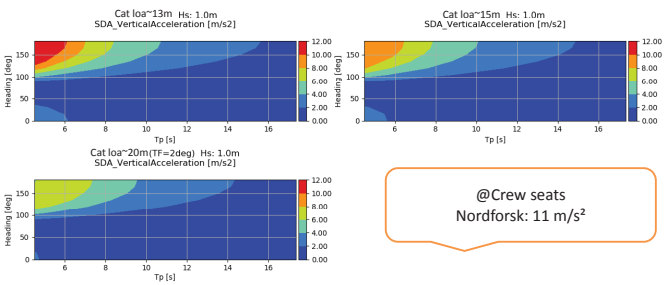 Cat loa~13m Hs: 1.0m
SDA_VerticalAcceleration [m/s2]
Heading [deg]
150
100
50
0
6 8 10 12 14 16
Tp [s]
12.00
10.00
8.00
6.00
4.00
2.00
0.00
Cat loa~15m Hs: 1.0m
SDA_VerticalAcceleration [m/s2]
Heading [deg]
150
100
50
0
6 8 10 12 14 16
Tp [s]
12.00
10.00
8.00
6.00
4.00
2.00
0.00
Cat loa~20m(TF=2deg) Hs: 1.0m
SDA_VerticalAcceleration [m/s2]
Heading [deg]
150
100
50
0
6 8 10 12 14 16
Tp [s]
12.00
10.00
8.00
6.00
4.00
2.00
0.00
@Crew seats
Nordforsk: 11 m/s²